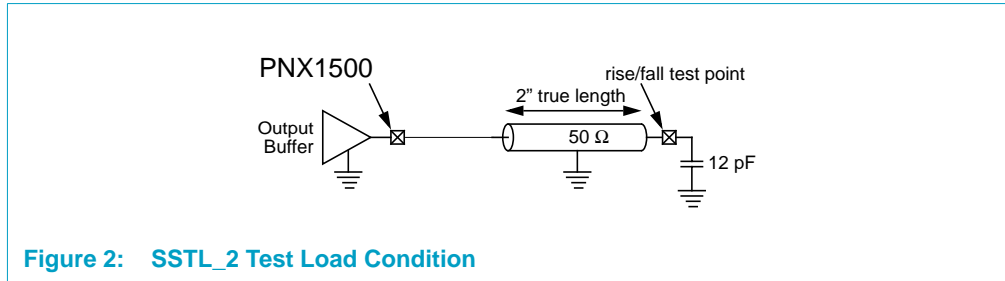 PNX1500
rise/fall test point
2” true length
Output
Buffer
50 Ω
12 pF
Figure 2: SSTL_2 Test Load Condition